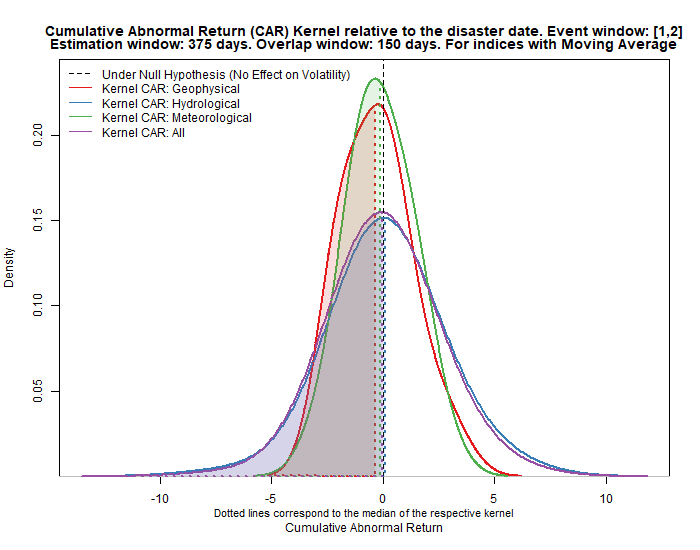 Cumulative Abnormal Return (CAR) Kernel relative to the disaster date. Event window: [1,2]
Estimation window: 375 days. Overlap window: 150 days. For indices with Moving Average
Under Null Hypothesis (No Effect on Volatility)
Kernel CAR: Geophysical
Kernel CAR: Hydrological
Kernel CAR: Meteorological
Kernel CAR: All
Density
0.20
0.15
0.10
0.05
-10 -5 0 5 10
Dotted lines correspond to the median of the respective kernel
Cumulative Abnormal Return